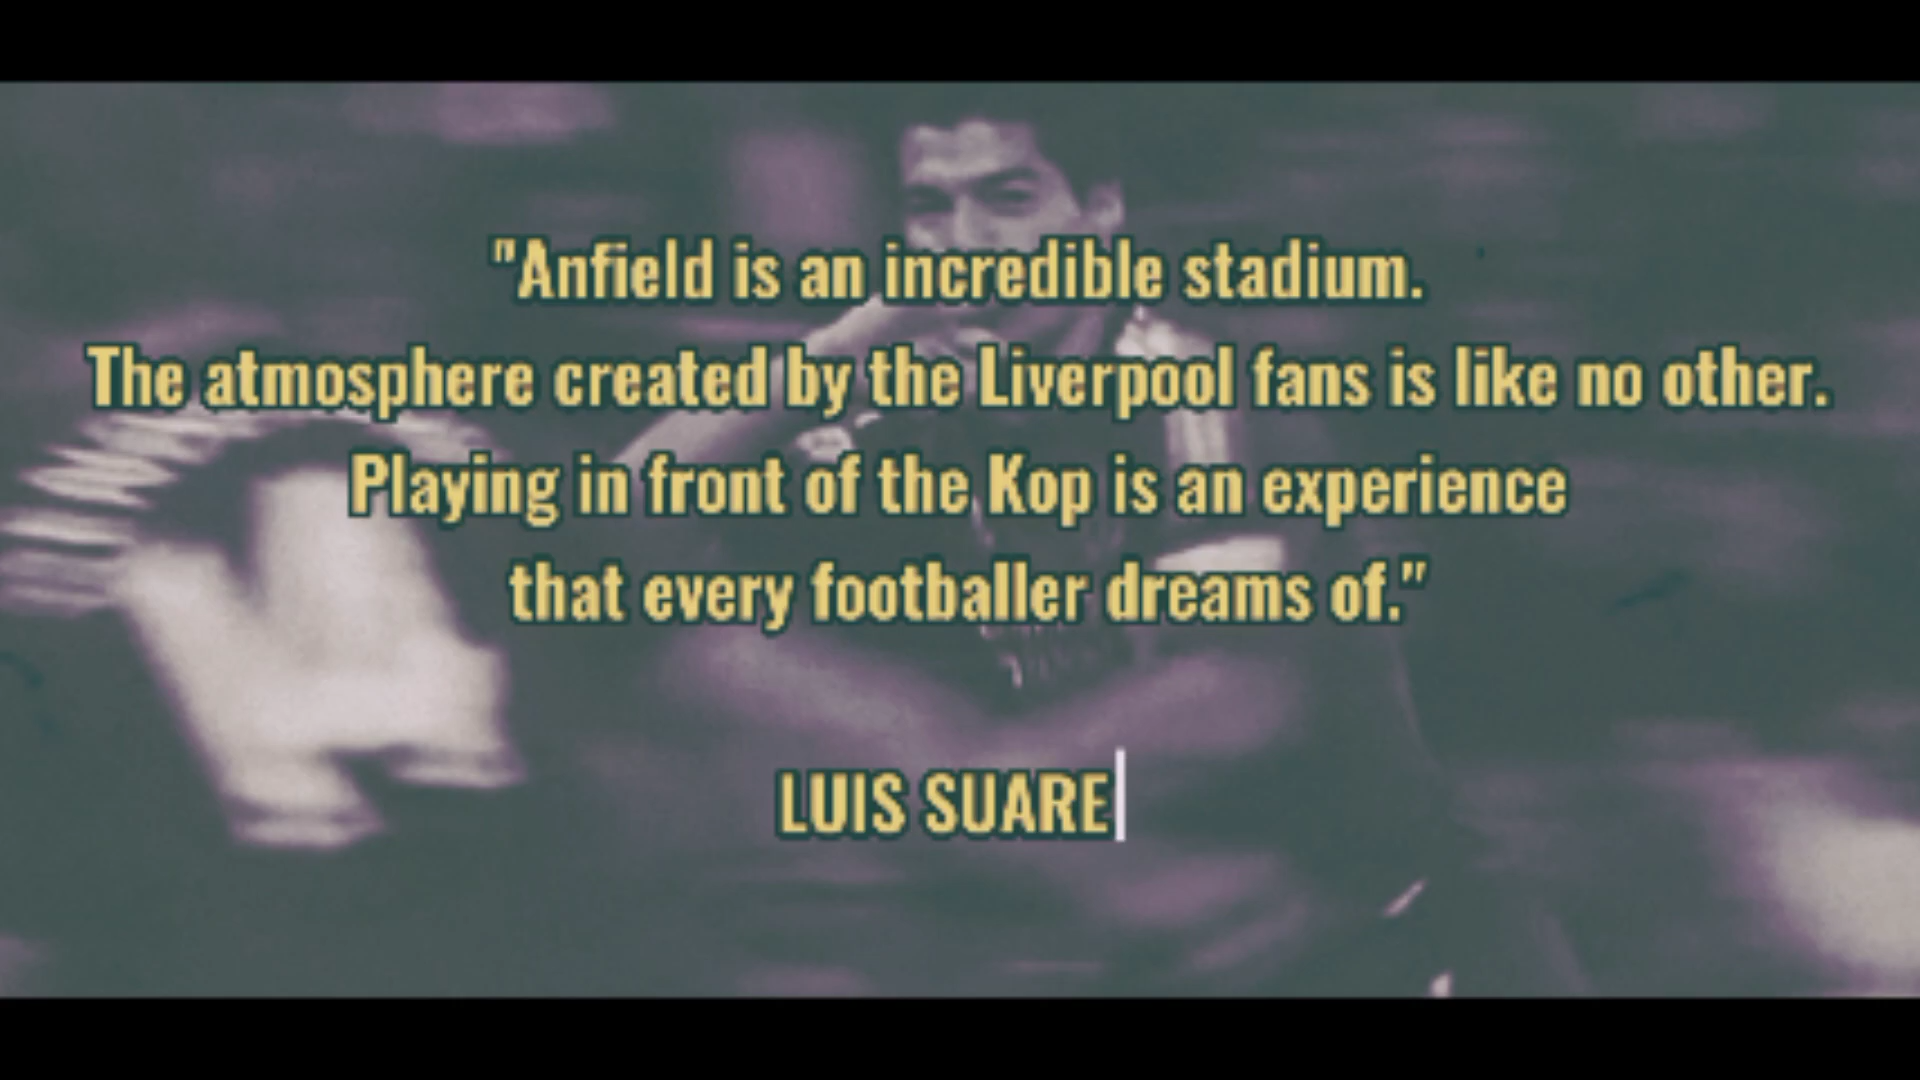 "Anfield is an incredible stadium.
The atmosphere created by the Liverpool fans is like no other.
Playing in front of the Kop is an experience
that every footballer dreams of."
LUIS SUARE